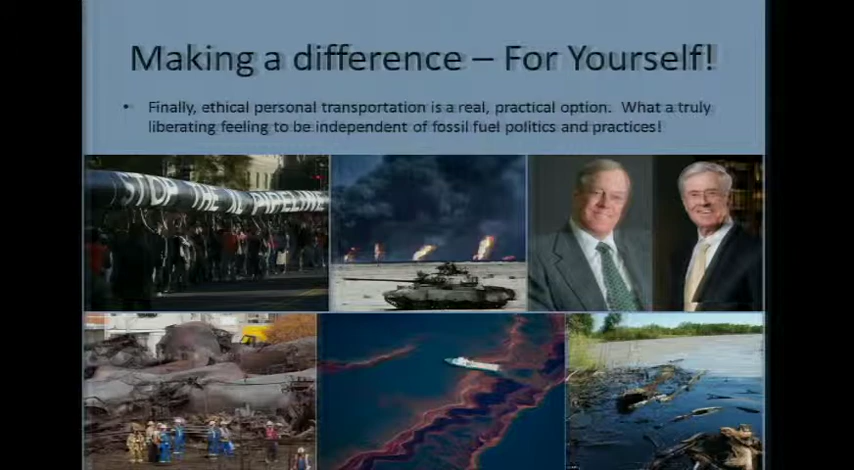 Making a difference – For Yourself!
• Finally, ethical personal transportation is a real, practical option.  What a truly
liberating feeling to be independent of fossil fuel politics and practices!
STOP THE XL PIPELINE